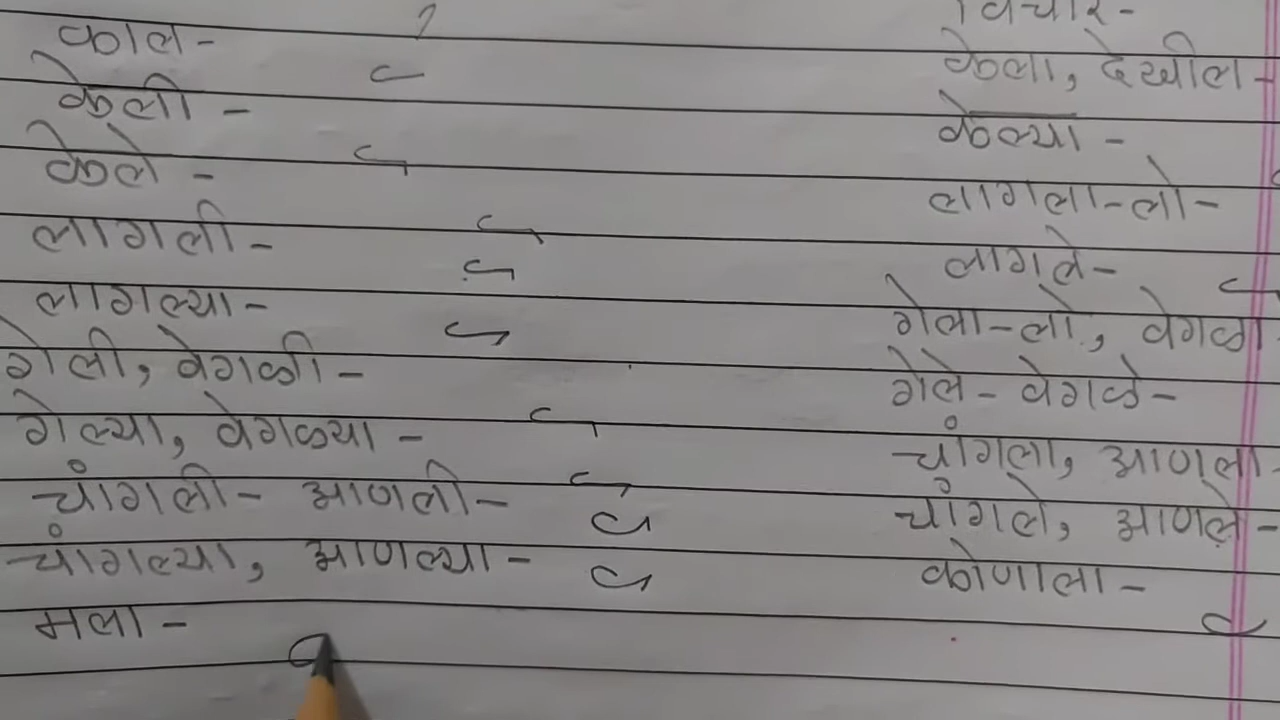 काल- विचार-
केली - केला, देखील-
केले - केल्या -
लागली- लागला-लो-
लागल्या- लागले-
गेली, वेगळी- गेला-लो, वेगळा
गेल्या, वेगळ्या - गेले- वेगळे-
चांगली- आणली- चांगला, आणला
चांगल्या, आणल्या- चांगले, आणले-
मला- कोणाला-